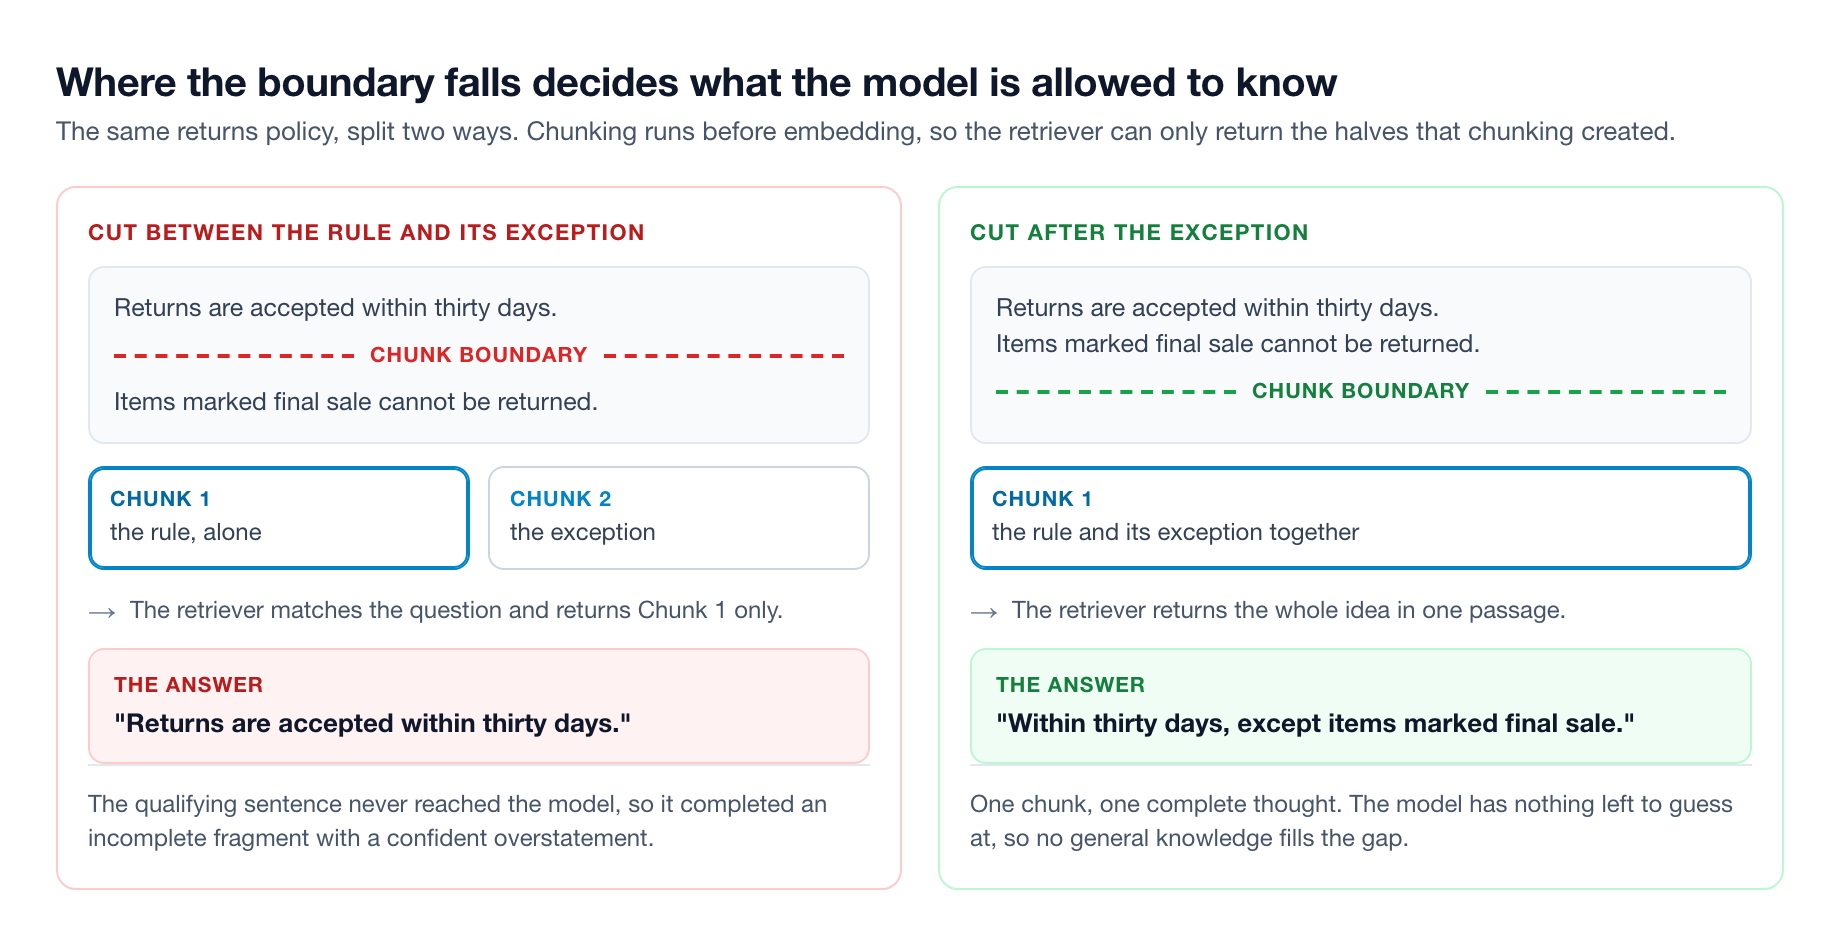 Where the boundary falls decides what the model is allowed to know
The same returns policy, split two ways. Chunking runs before embedding, so the retriever can only return the halves that chunking created.
CUT BETWEEN THE RULE AND ITS EXCEPTION
Returns are accepted within thirty days.
CHUNK BOUNDARY
Items marked final sale cannot be returned.
CHUNK 1
the rule, alone
CHUNK 2
the exception
→ The retriever matches the question and returns Chunk 1 only.
THE ANSWER
"Returns are accepted within thirty days."
The qualifying sentence never reached the model, so it completed an
incomplete fragment with a confident overstatement.
CUT AFTER THE EXCEPTION
Returns are accepted within thirty days.
Items marked final sale cannot be returned.
CHUNK BOUNDARY
CHUNK 1
the rule and its exception together
→ The retriever returns the whole idea in one passage.
THE ANSWER
"Within thirty days, except items marked final sale."
One chunk, one complete thought. The model has nothing left to guess
at, so no general knowledge fills the gap.